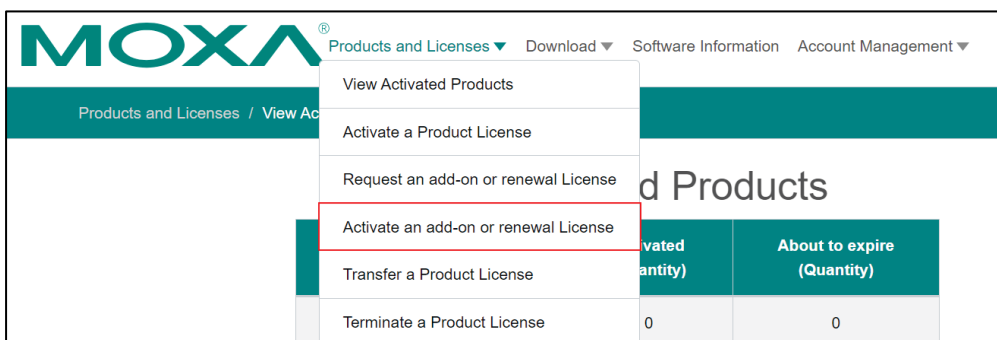 MOXA®
Products and Licenses ▼ Download ▼ Software Information Account Management ▼
View Activated Products
Products and Licenses / View Ac
Activate a Product License
Request an add-on or renewal License
d Products
Activate an add-on or renewal License
vated
About to expire
antity)
(Quantity)
Transfer a Product License
Terminate a Product License
0
0